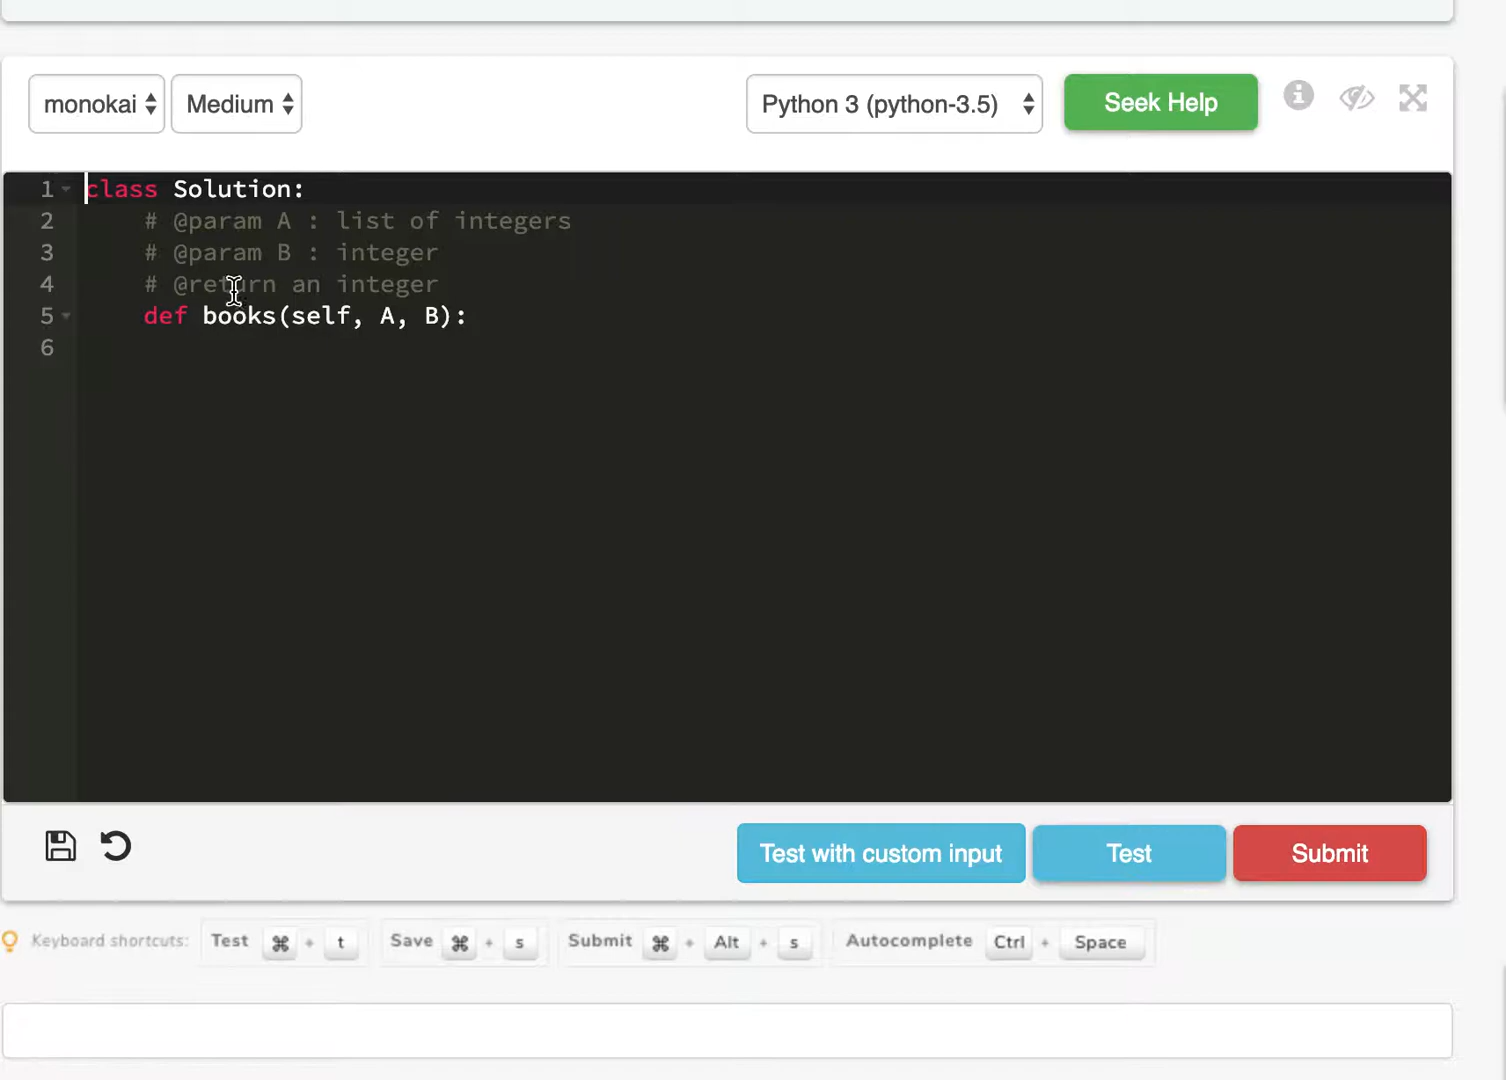 monokai Medium Python 3 (python-3.5) Seek Help
1 class Solution:
2 # @param A : list of integers
3 # @param B : integer
4 # @return an integer
5 def books(self, A, B):
6
Test with custom input Test Submit
Keyboard shortcuts: Test ⌘ + t Save ⌘ + s Submit ⌘ + Alt + s Autocomplete Ctrl + Space